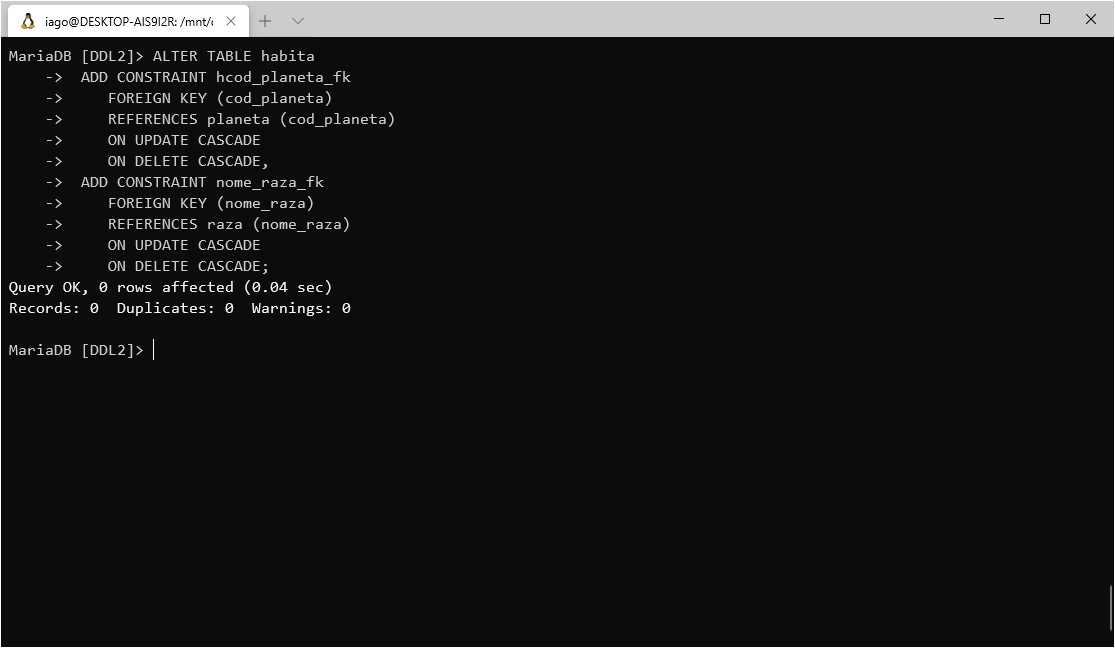 iago@DESKTOP-AIS9I2R: /mnt/
MariaDB [DDL2]> ALTER TABLE habita
    ->  ADD CONSTRAINT hcod_planeta_fk
    ->     FOREIGN KEY (cod_planeta)
    ->     REFERENCES planeta (cod_planeta)
    ->     ON UPDATE CASCADE
    ->     ON DELETE CASCADE,
    ->  ADD CONSTRAINT nome_raza_fk
    ->     FOREIGN KEY (nome_raza)
    ->     REFERENCES raza (nome_raza)
    ->     ON UPDATE CASCADE
    ->     ON DELETE CASCADE;
Query OK, 0 rows affected (0.04 sec)
Records: 0  Duplicates: 0  Warnings: 0
MariaDB [DDL2]>